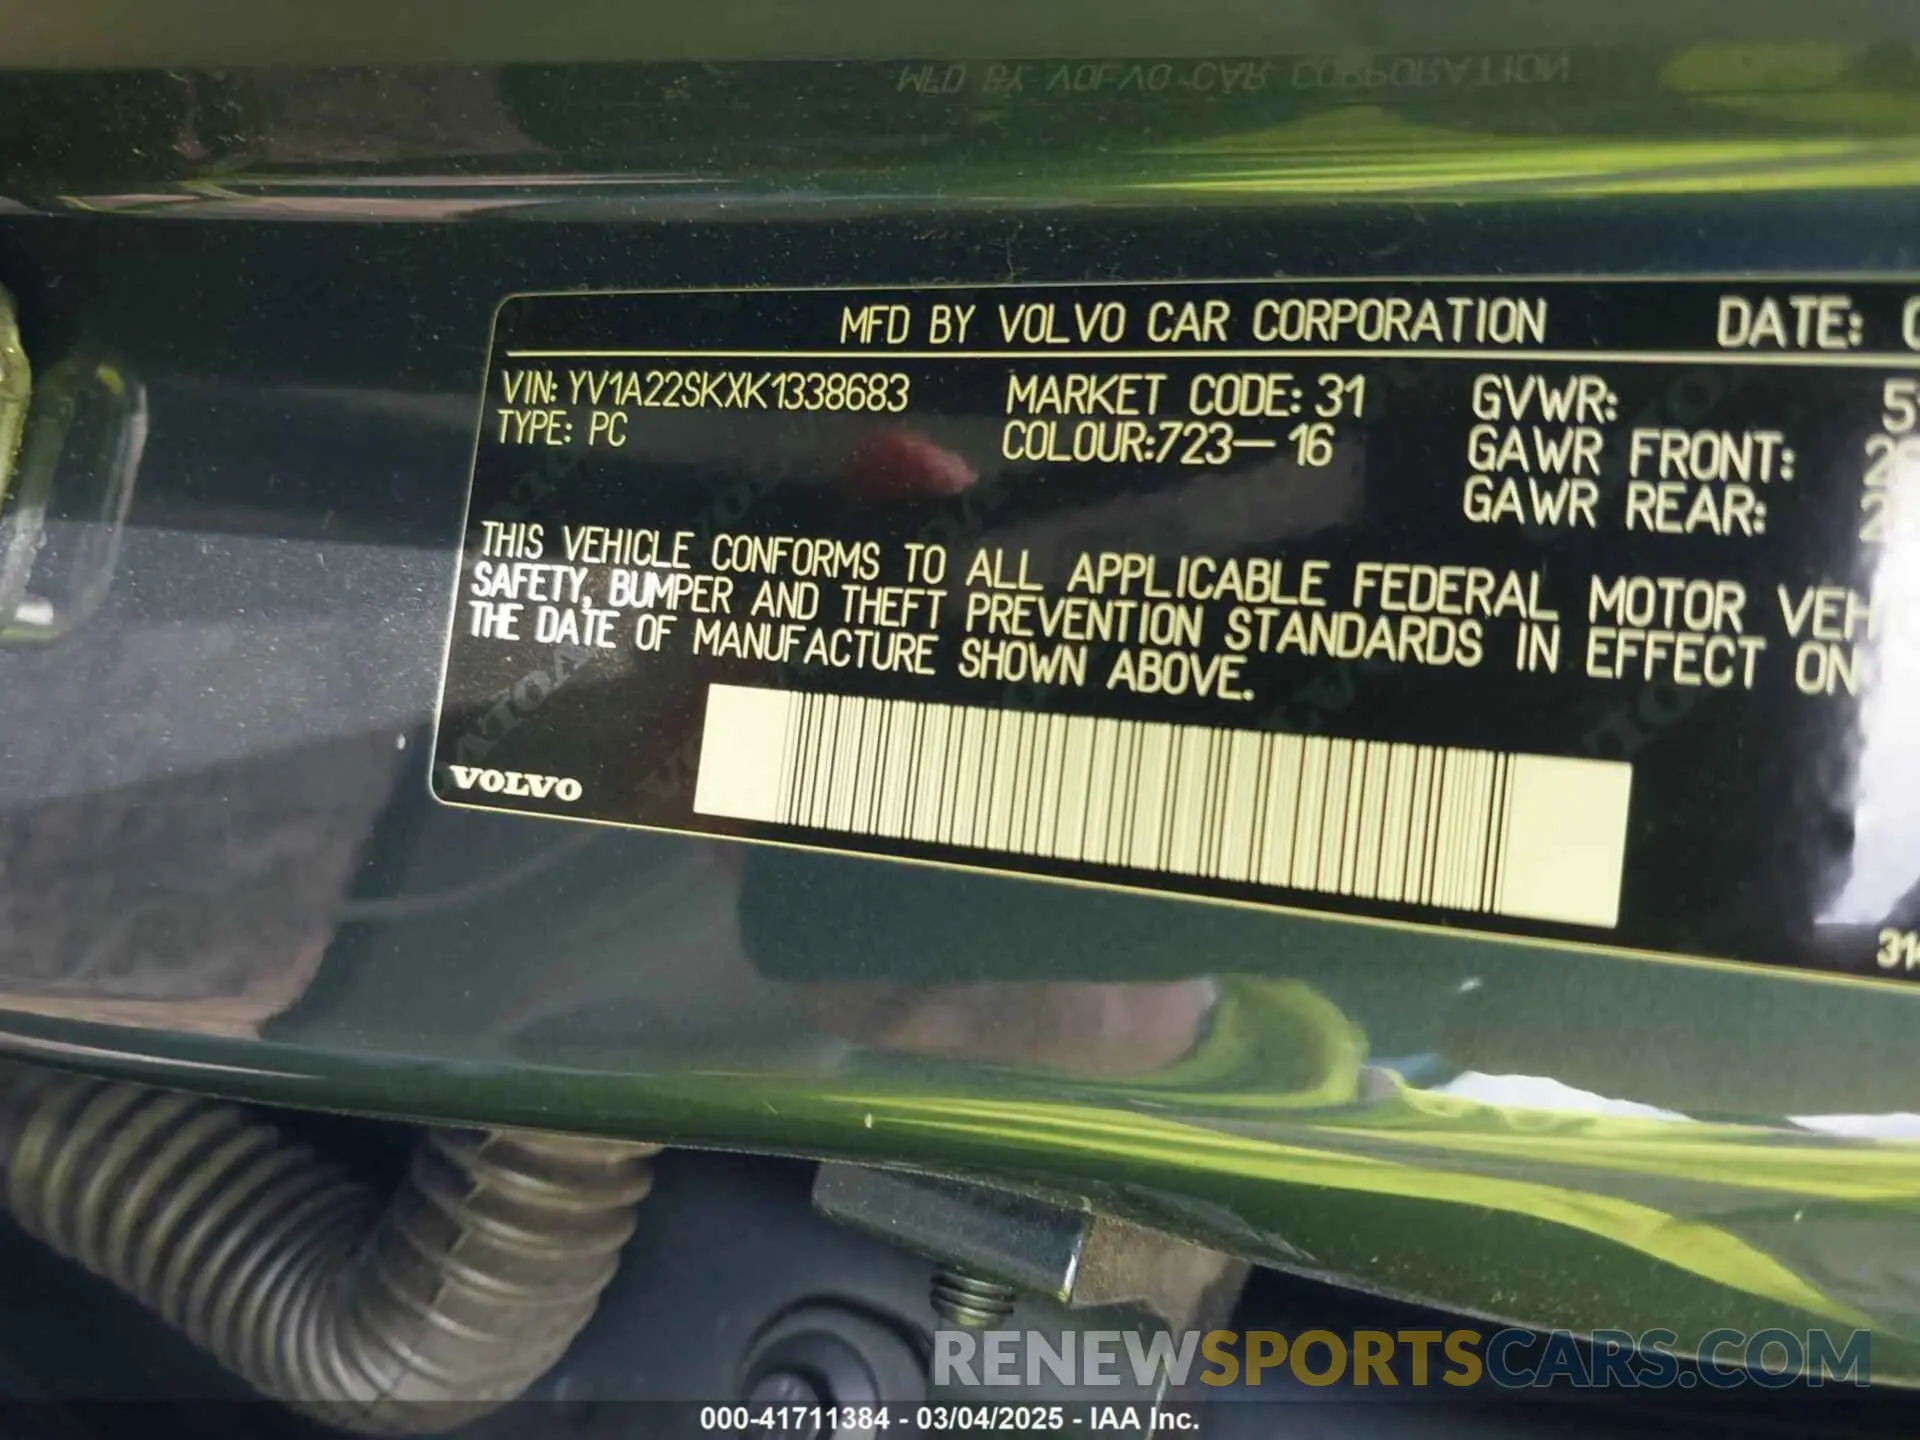 MFD BY VOLVO CAR CORPORATION
MFD BY VOLVO CAR CORPORATION DATE:
VIN: YV1A22SKXK1338683 MARKET CODE: 31 GVWR:
TYPE: PC COLOUR:723-16 GAWR FRONT:
GAWR REAR:
THIS VEHICLE CONFORMS TO ALL APPLICABLE FEDERAL MOTOR VEH
SAFETY, BUMPER AND THEFT PREVENTION STANDARDS IN EFFECT ON
THE DATE OF MANUFACTURE SHOWN ABOVE.
VOLVO
RENEWSPORTSCARS.COM
000-41711384 - 03/04/2025 - IAA Inc.